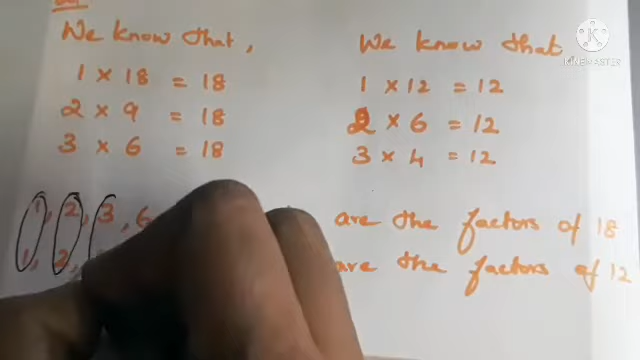 We know that,
1 × 18 = 18
2 × 9 = 18
3 × 6 = 18
We know that
1 × 12 = 12
2 × 6 = 12
3 × 4 = 12
1, 2, 3, 6 are the factors of 18
1, 2, are the factors of 12
KINEMASTER